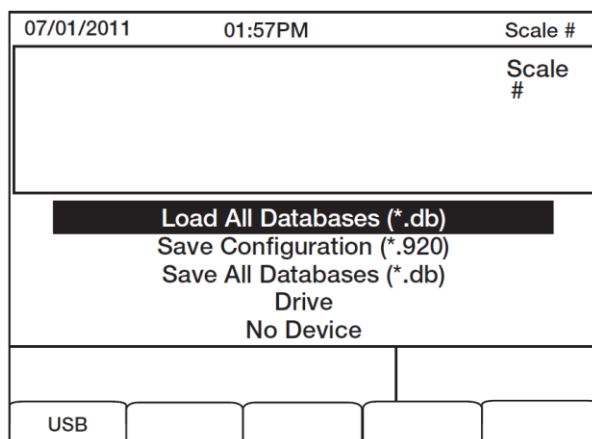 07/01/2011 01:57PM Scale #
Scale
#
Load All Databases (*.db)
Save Configuration (*.920)
Save All Databases (*.db)
Drive
No Device
USB